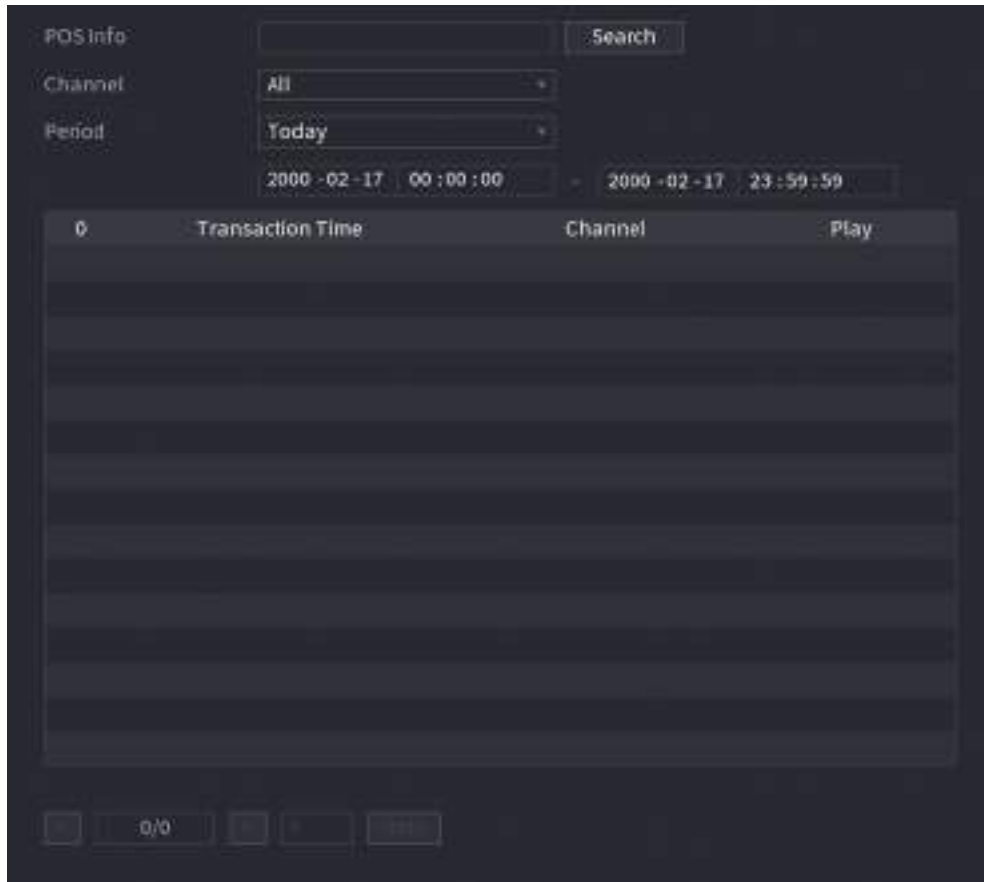 POS Info Search
Channel All
Period Today
2000 -02 -17 00 :00 :00 - 2000 -02 -17 23 :59 :59
0 Transaction Time Channel Play
0/0